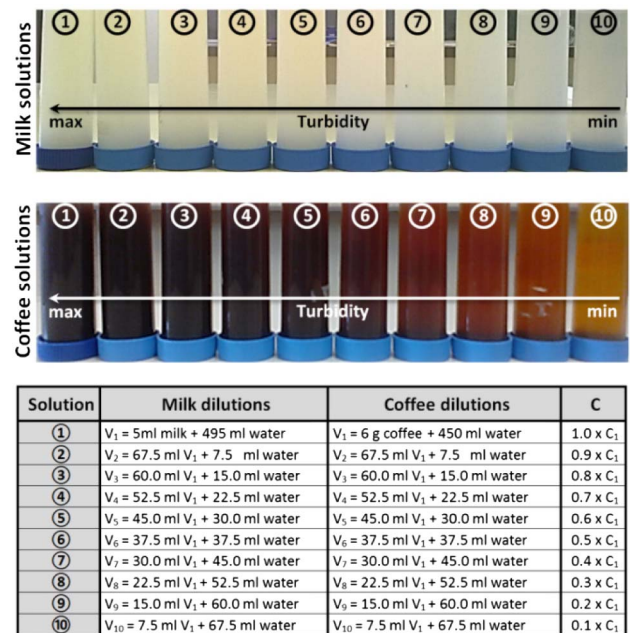 Milk solutions
① ② ③ ④ ⑤ ⑥ ⑦ ⑧ ⑨ ⑩
max Turbidity min
Coffee solutions
① ② ③ ④ ⑤ ⑥ ⑦ ⑧ ⑨ ⑩
max Turbidity min
Solution Milk dilutions Coffee dilutions C
① V₁ = 5ml milk + 495 ml water V₁ = 6 g coffee + 450 ml water 1.0 x C₁
② V₂ = 67.5 ml V₁ + 7.5 ml water V₂ = 67.5 ml V₁ + 7.5 ml water 0.9 x C₁
③ V₃ = 60.0 ml V₁ + 15.0 ml water V₃ = 60.0 ml V₁ + 15.0 ml water 0.8 x C₁
④ V₄ = 52.5 ml V₁ + 22.5 ml water V₄ = 52.5 ml V₁ + 22.5 ml water 0.7 x C₁
⑤ V₅ = 45.0 ml V₁ + 30.0 ml water V₅ = 45.0 ml V₁ + 30.0 ml water 0.6 x C₁
⑥ V₆ = 37.5 ml V₁ + 37.5 ml water V₆ = 37.5 ml V₁ + 37.5 ml water 0.5 x C₁
⑦ V₇ = 30.0 ml V₁ + 45.0 ml water V₇ = 30.0 ml V₁ + 45.0 ml water 0.4 x C₁
⑧ V₈ = 22.5 ml V₁ + 52.5 ml water V₈ = 22.5 ml V₁ + 52.5 ml water 0.3 x C₁
⑨ V₉ = 15.0 ml V₁ + 60.0 ml water V₉ = 15.0 ml V₁ + 60.0 ml water 0.2 x C₁
⑩ V₁₀ = 7.5 ml V₁ + 67.5 ml water V₁₀ = 7.5 ml V₁ + 67.5 ml water 0.1 x C₁